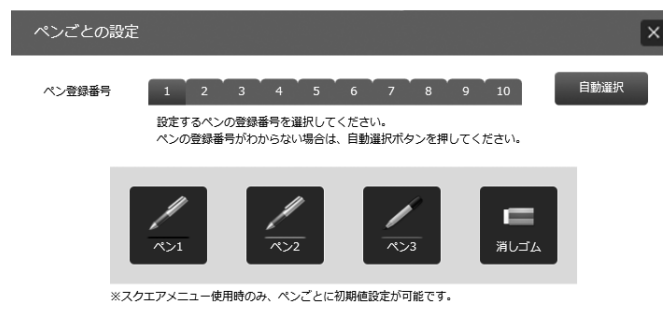 ペンごとの設定
ペン登録番号 1 2 3 4 5 6 7 8 9 10 自動選択
設定するペンの登録番号を選択してください。
ペンの登録番号がわからない場合は、自動選択ボタンを押してください。
ペン1 ペン2 ペン3 消しゴム
※スクエアメニュー使用時のみ、ペンごとに初期値設定が可能です。